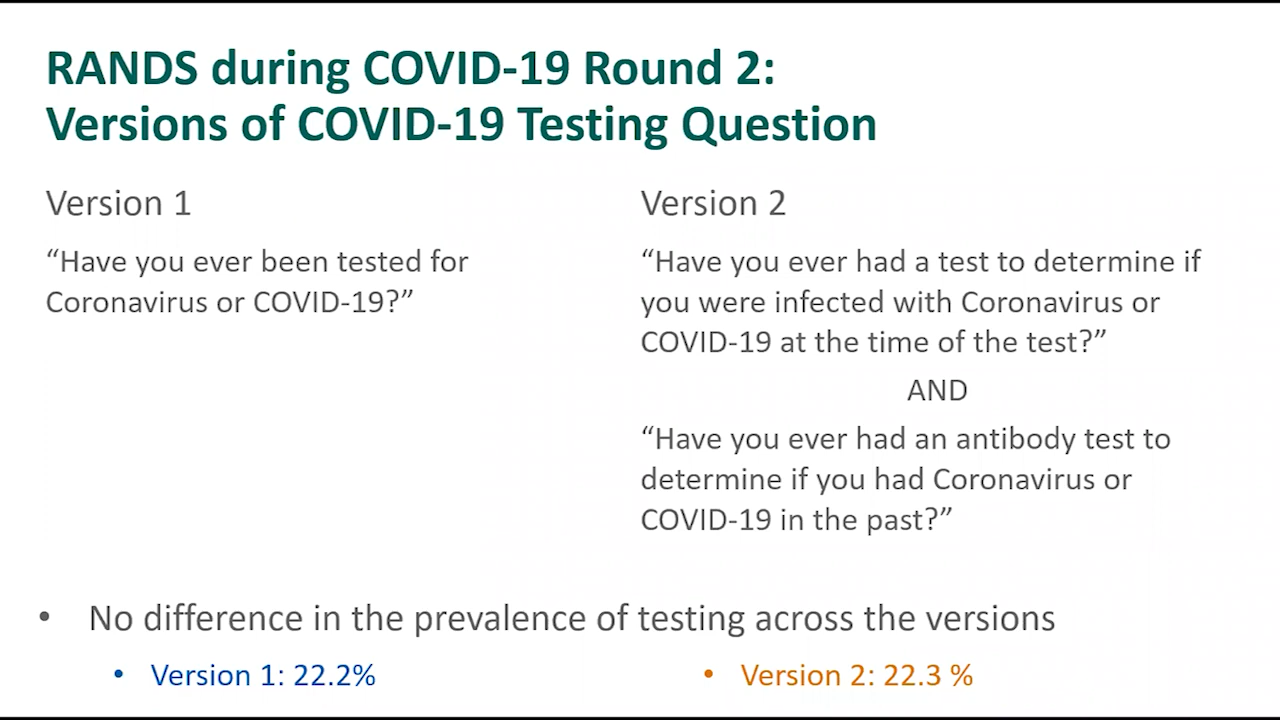 RANDS during COVID-19 Round 2:
Versions of COVID-19 Testing Question
Version 1
“Have you ever been tested for
Coronavirus or COVID-19?”
Version 2
“Have you ever had a test to determine if
you were infected with Coronavirus or
COVID-19 at the time of the test?”
AND
“Have you ever had an antibody test to
determine if you had Coronavirus or
COVID-19 in the past?”
• No difference in the prevalence of testing across the versions
• Version 1: 22.2%
• Version 2: 22.3 %